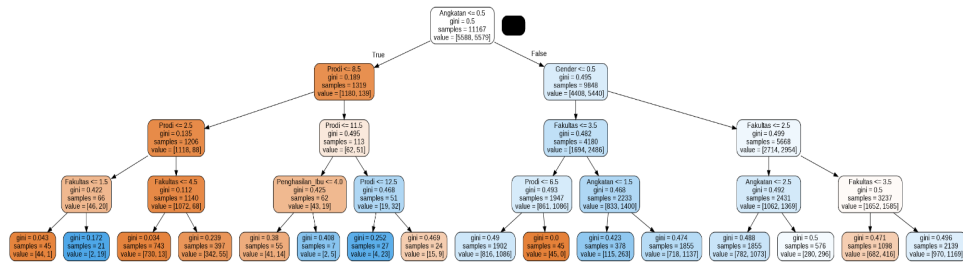 Angkatan <= 0.5
gini = 0.5
samples = 11167
value = [5588, 5579]
True
False
Prodi <= 8.5
gini = 0.189
samples = 1319
value = [1180, 139]
Gender <= 0.5
gini = 0.495
samples = 9848
value = [4408, 5440]
Prodi <= 2.5
gini = 0.135
samples = 1206
value = [1118, 88]
Prodi <= 11.5
gini = 0.495
samples = 113
value = [62, 51]
Fakultas <= 3.5
gini = 0.482
samples = 4180
value = [1694, 2486]
Fakultas <= 2.5
gini = 0.499
samples = 5668
value = [2714, 2954]
Fakultas <= 1.5
gini = 0.422
samples = 66
value = [46, 20]
Fakultas <= 4.5
gini = 0.112
samples = 1140
value = [1072, 68]
Penghasilan_Ibu <= 4.0
gini = 0.425
samples = 62
value = [43, 19]
Prodi <= 12.5
gini = 0.468
samples = 51
value = [19, 32]
Prodi <= 6.5
gini = 0.493
samples = 1947
value = [861, 1086]
Angkatan <= 1.5
gini = 0.468
samples = 2233
value = [833, 1400]
Angkatan <= 2.5
gini = 0.492
samples = 2431
value = [1062, 1369]
Fakultas <= 3.5
gini = 0.5
samples = 3237
value = [1652, 1585]
gini = 0.043
samples = 45
value = [44, 1]
gini = 0.172
samples = 21
value = [2, 19]
gini = 0.034
samples = 743
value = [730, 13]
gini = 0.239
samples = 397
value = [342, 55]
gini = 0.38
samples = 55
value = [41, 14]
gini = 0.408
samples = 7
value = [2, 5]
gini = 0.252
samples = 27
value = [4, 23]
gini = 0.469
samples = 24
value = [15, 9]
gini = 0.49
samples = 1902
value = [816, 1086]
gini = 0.0
samples = 45
value = [45, 0]
gini = 0.423
samples = 378
value = [115, 263]
gini = 0.474
samples = 1855
value = [718, 1137]
gini = 0.488
samples = 1855
value = [782, 1073]
gini = 0.5
samples = 576
value = [280, 296]
gini = 0.471
samples = 1098
value = [682, 416]
gini = 0.496
samples = 2139
value = [970, 1169]